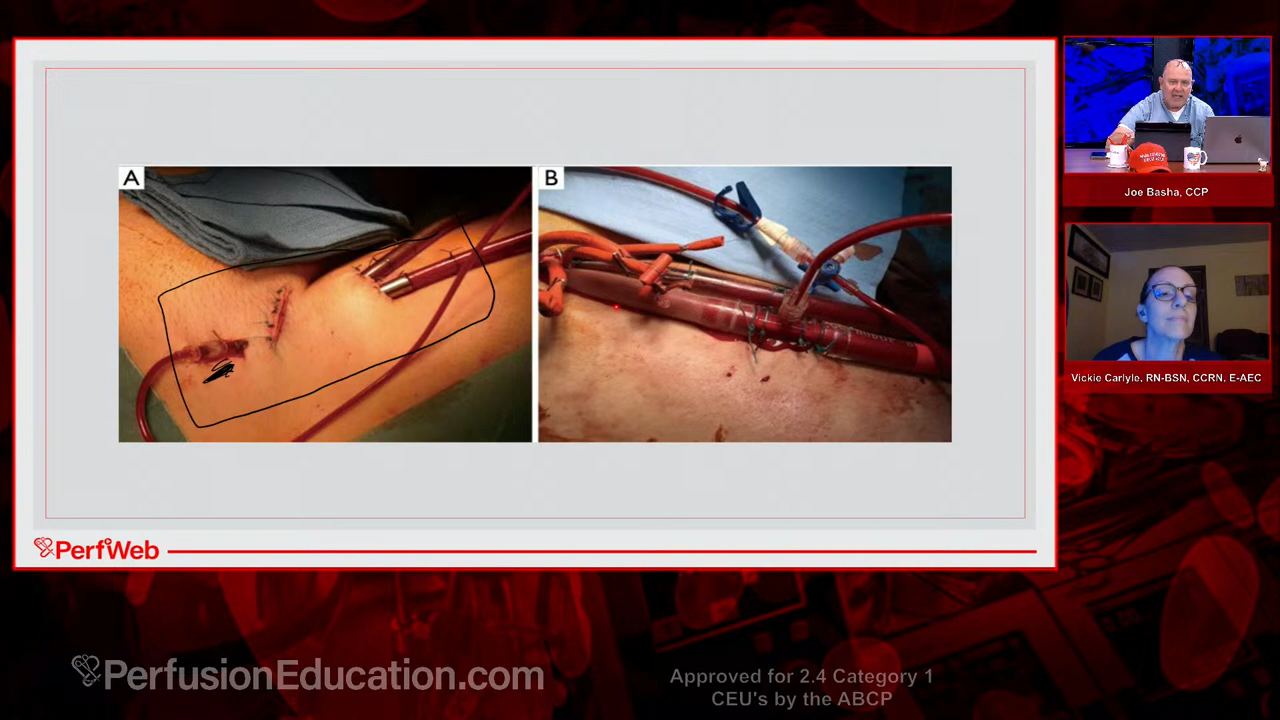 A
B
Joe Basha, CCP
Vickie Carlyle, RN-BSN, CCRN, E-AEC
PerfWeb
PerfusionEducation.com
Approved for 2.4 Category 1
CEU's by the ABCP